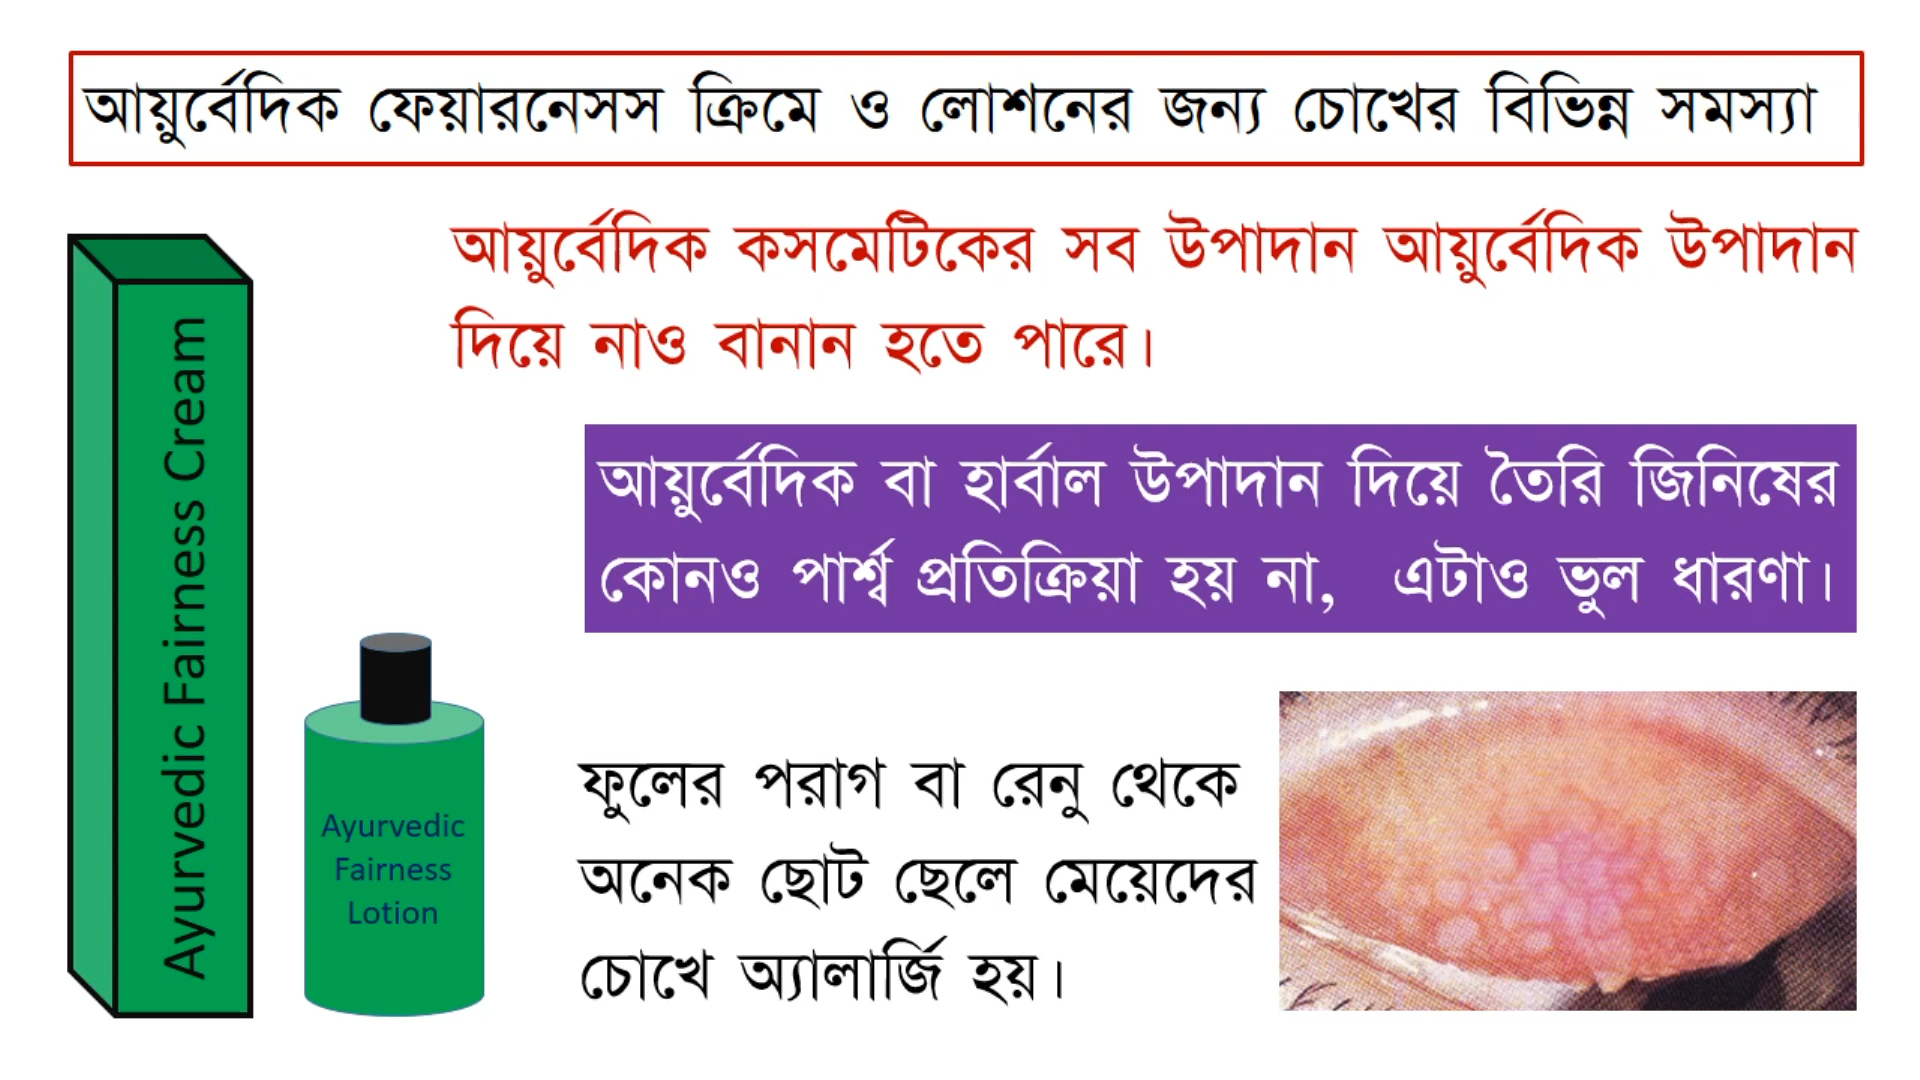 আয়ুর্বেদিক ফেয়ারনেসস ক্রিমে ও লোশনের জন্য চোখের বিভিন্ন সমস্যা
আয়ুর্বেদিক কসমেটিকের সব উপাদান আয়ুর্বেদিক উপাদান
দিয়ে নাও বানান হতে পারে।
আয়ুর্বেদিক বা হার্বাল উপাদান দিয়ে তৈরি জিনিষের
কোনও পার্শ্ব প্রতিক্রিয়া হয় না, এটাও ভুল ধারণা।
Ayurvedic Fairness Cream
Ayurvedic
Fairness
Lotion
ফুলের পরাগ বা রেনু থেকে
অনেক ছোট ছেলে মেয়েদের
চোখে অ্যালার্জি হয়।